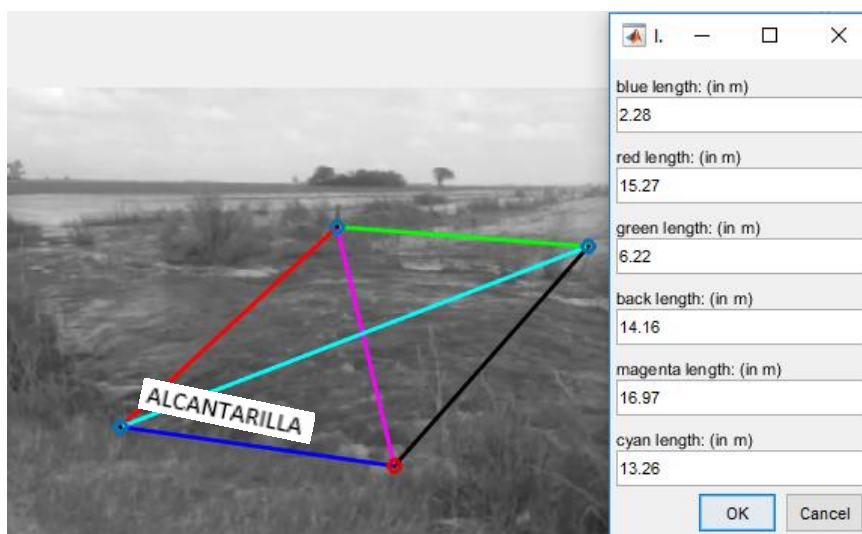 I.
blue length: (in m)
2.28
red length: (in m)
15.27
green length: (in m)
6.22
back length: (in m)
14.16
magenta length: (in m)
16.97
cyan length: (in m)
13.26
OK Cancel
ALCANTARILLA